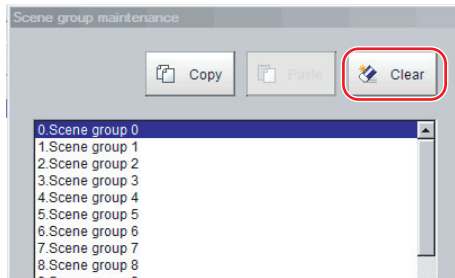 Scene group maintenance
Copy Paste Clear
0.Scene group 0
1.Scene group 1
2.Scene group 2
3.Scene group 3
4.Scene group 4
5.Scene group 5
6.Scene group 6
7.Scene group 7
8.Scene group 8